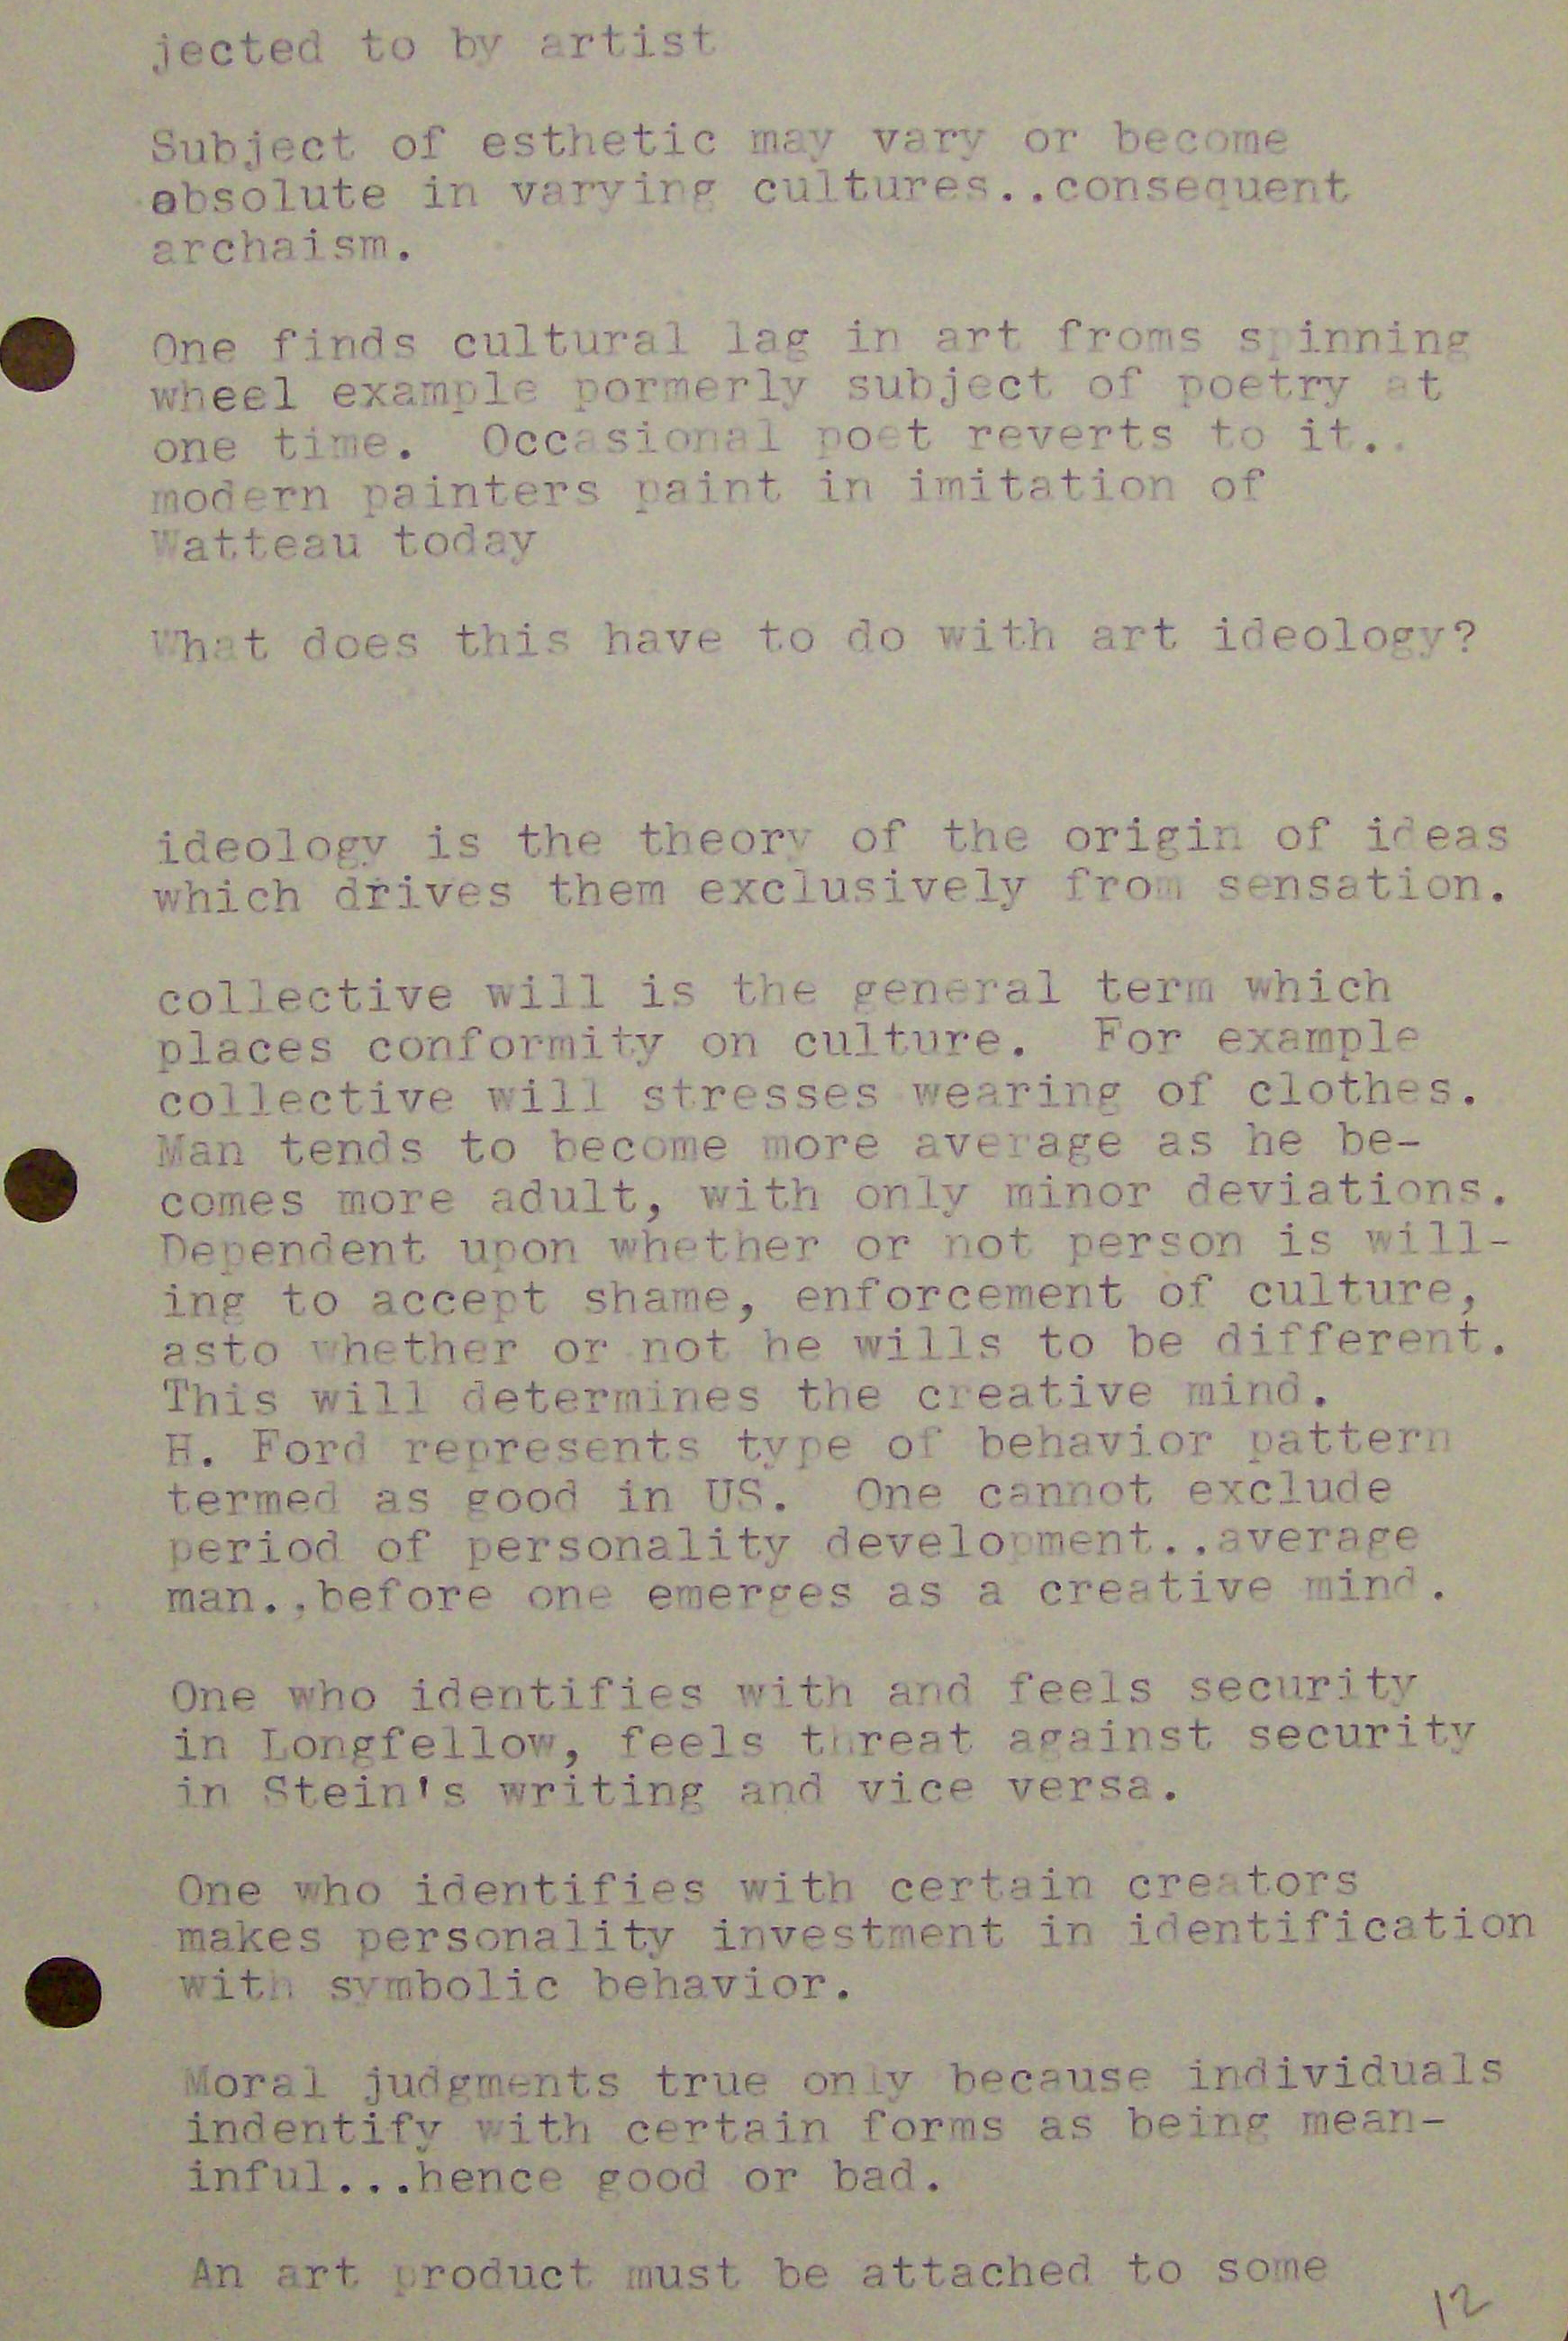 jected to by artist
Subject of esthetic may vary or become
absolute in varying cultures..consequent
archaism.
One finds cultural lag in art froms spinning
wheel example pormerly subject of poetry at
one time.  Occasional poet reverts to it..
modern painters paint in imitation of
Watteau today
What does this have to do with art ideology?
ideology is the theory of the origin of ideas
which drives them exclusively from sensation.
collective will is the general term which
places conformity on culture.  For example
collective will stresses wearing of clothes.
Man tends to become more average as he be-
comes more adult, with only minor deviations.
Dependent upon whether or not person is will-
ing to accept shame, enforcement of culture,
asto whether or not he wills to be different.
This will determines the creative mind.
H. Ford represents type of behavior pattern
termed as good in US.  One cannot exclude
period of personality development..average
man.,before one emerges as a creative mind.
One who identifies with and feels security
in Longfellow, feels threat against security
in Stein's writing and vice versa.
One who identifies with certain creators
makes personality investment in identification
with symbolic behavior.
Moral judgments true only because individuals
indentify with certain forms as being mean-
inful...hence good or bad.
An art product must be attached to some
12